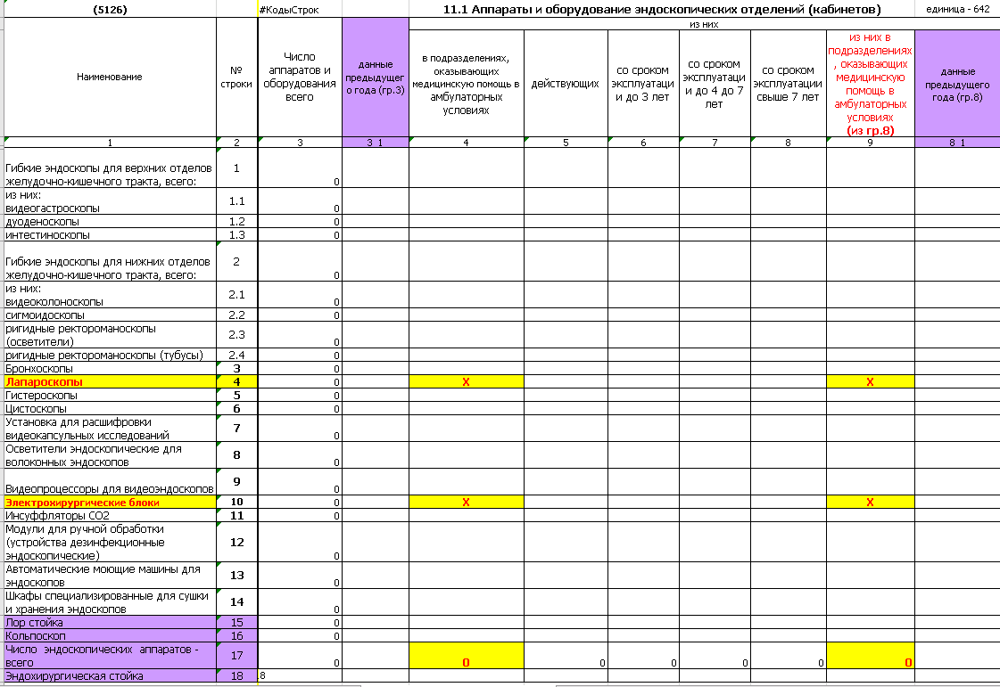 (5126) #КодыСтрок 11.1 Аппараты и оборудование эндоскопических отделений (кабинетов) единица - 642
из них
Наименование
№
строки
Число
аппаратов и
оборудования
всего
данные
предыдущег
о года (гр.3)
в подразделениях,
оказывающих
медицинскую помощь в
амбулаторных
условиях
действующих
со сроком
эксплуатаци
и до 3 лет
со сроком
эксплуатаци
и до 4 до 7
лет
со сроком
эксплуатации
свыше 7 лет
из них в
подразделениях
, оказывающих
медицинскую
помощь в
амбулаторных
условиях
(из гр.8)
данные
предыдущего
года (гр.8)
1 2 3 3_1 4 5 6 7 8 9 8_1
Гибкие эндоскопы для верхних отделов
желудочно-кишечного тракта, всего: 1 0
из них:
видеогастроскопы 1.1 0
дуоденоскопы 1.2 0
интестиноскопы 1.3 0
Гибкие эндоскопы для нижних отделов
желудочно-кишечного тракта, всего: 2 0
из них:
видеоколоноскопы 2.1 0
сигмоидоскопы 2.2 0
ригидные ректороманоскопы
(осветители) 2.3 0
ригидные ректороманоскопы (тубусы) 2.4 0
Бронхоскопы 3 0
Лапароскопы 4 0 X X
Гистероскопы 5 0
Цистоскопы 6 0
Установка для расшифровки
видеокапсульных исследований 7 0
Осветители эндоскопические для
волоконных эндоскопов 8 0
Видеопроцессоры для видеоэндоскопов 9 0
Электрохирургические блоки 10 0 X X
Инсуффляторы СО2 11 0
Модули для ручной обработки
(устройства дезинфекционные
эндоскопические) 12 0
Автоматические моющие машины для
эндоскопов 13 0
Шкафы специализированные для сушки
и хранения эндоскопов 14 0
Лор стойка 15 0
Кольпоскоп 16 0
Число эндоскопических аппаратов -
всего 17 0 0 0 0 0 0 0
Эндохирургическая стойка 18 .8